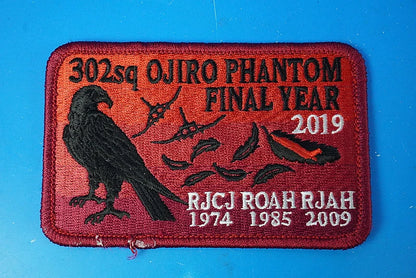 302sq OJIRO PHANTOM
FINAL YEAR
2019
RJCJ ROAH RJAH
1974 1985 2009